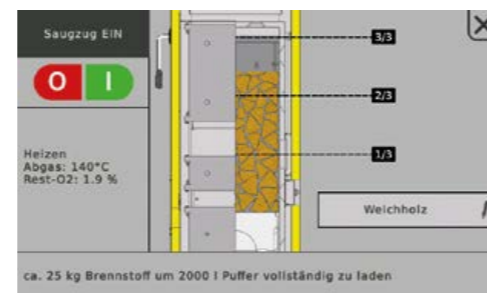 Saugzug EIN
O I
3/3
2/3
1/3
Heizen
Abgas: 140°C
Rest-O2: 1.9 %
Weichholz
ca. 25 kg Brennstoff um 2000 l Puffer vollständig zu laden